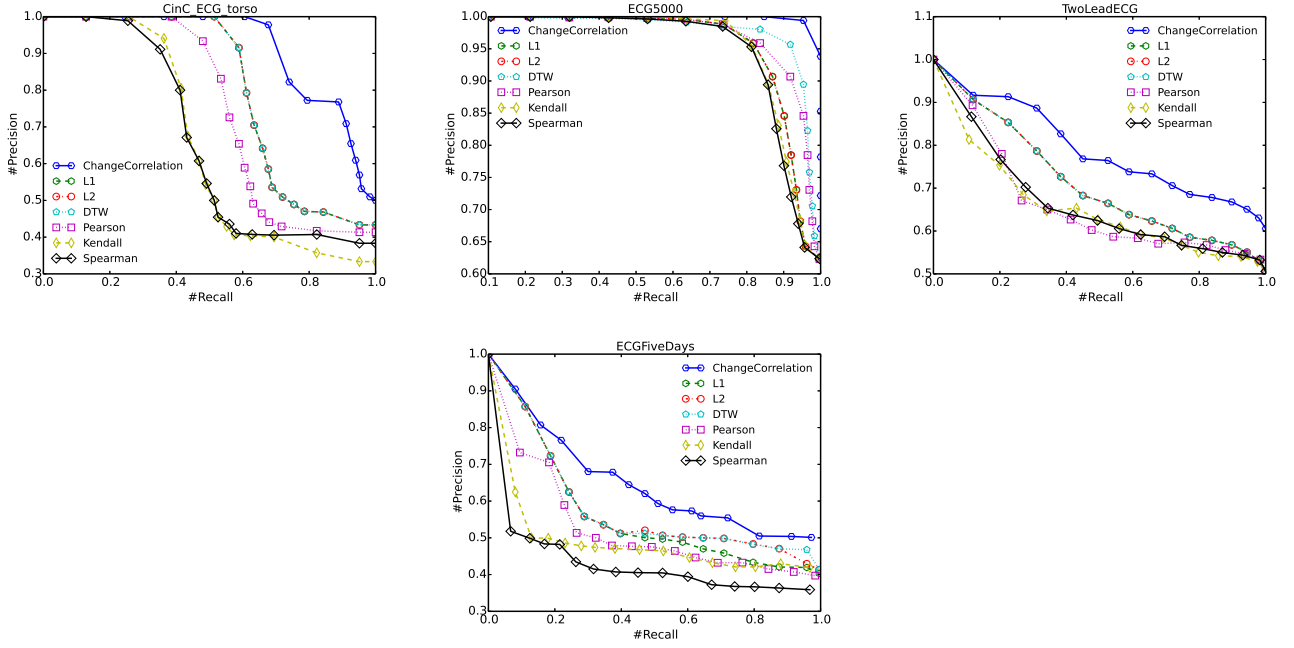 CinC_ECG_torso
1.0
0.9
0.8
0.7
0.6
0.5
0.4
0.3
#Precision
ChangeCorrelation
L1
L2
DTW
Pearson
Kendall
Spearman
0.0 0.2 0.4 0.6 0.8 1.0
#Recall
ECG5000
1.00
0.95
0.90
0.85
0.80
0.75
0.70
0.65
0.60
#Precision
ChangeCorrelation
L1
L2
DTW
Pearson
Kendall
Spearman
0.1 0.2 0.3 0.4 0.5 0.6 0.7 0.8 0.9 1.0
#Recall
TwoLeadECG
1.1
1.0
0.9
0.8
0.7
0.6
0.5
#Precision
ChangeCorrelation
L1
L2
DTW
Pearson
Kendall
Spearman
0.0 0.2 0.4 0.6 0.8 1.0
#Recall
ECGFiveDays
1.0
0.9
0.8
0.7
0.6
0.5
0.4
0.3
#Precision
ChangeCorrelation
L1
L2
DTW
Pearson
Kendall
Spearman
0.0 0.2 0.4 0.6 0.8 1.0
#Recall